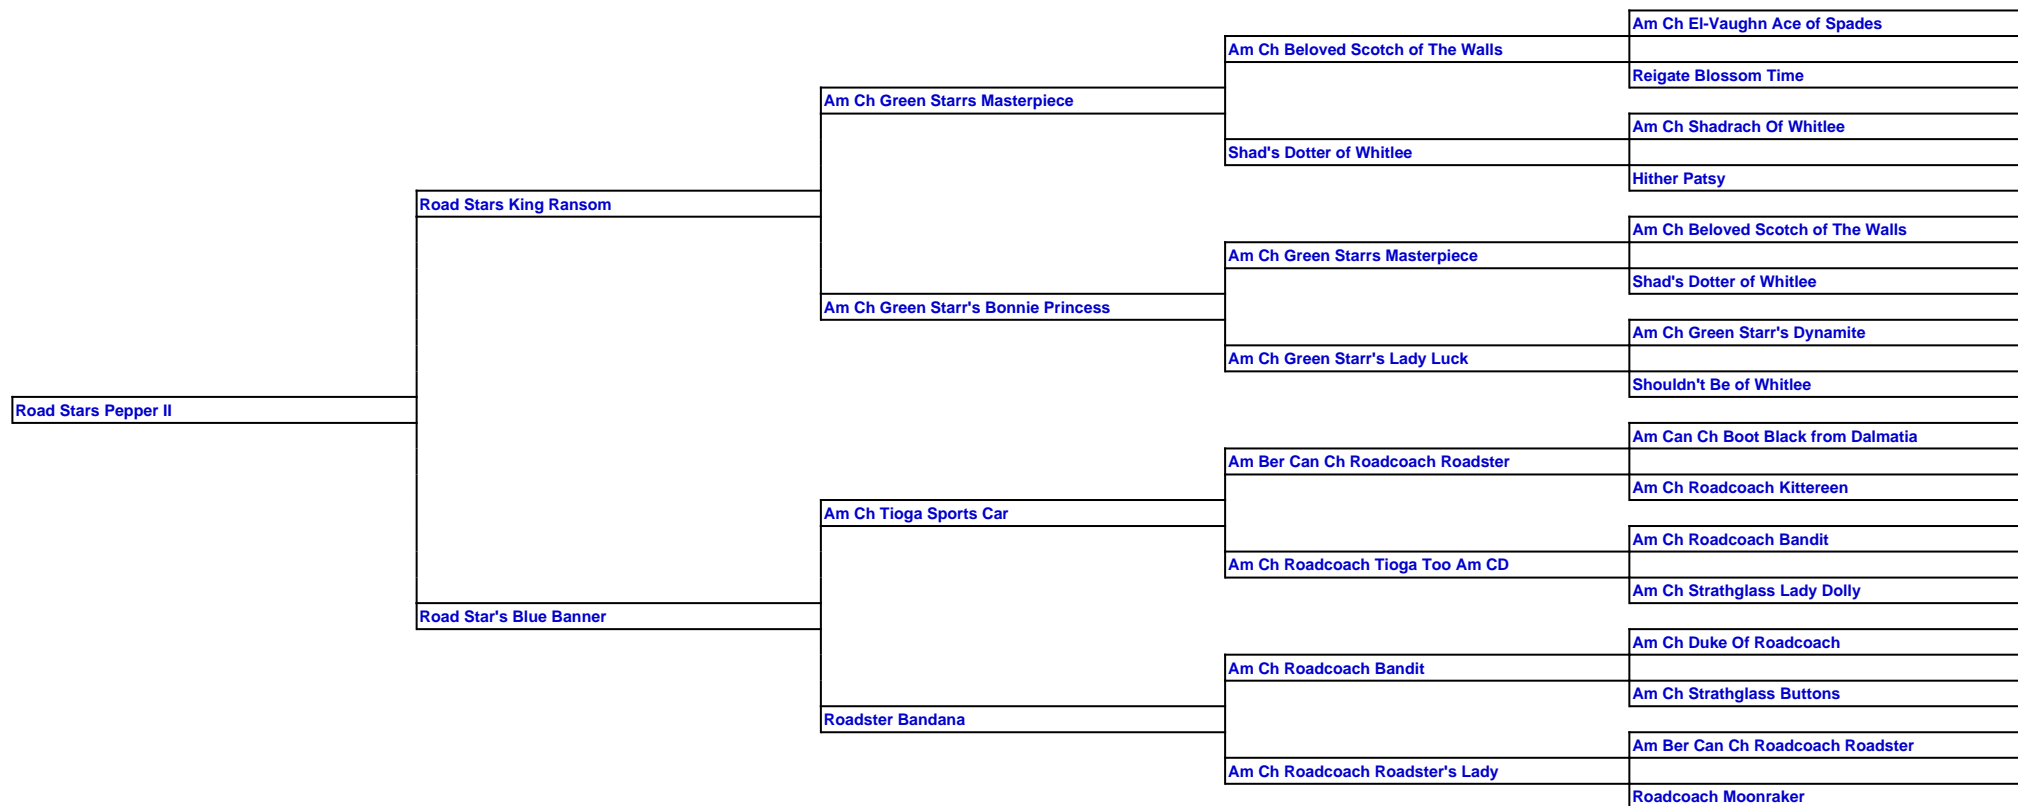 Am Ch El-Vaughn Ace of Spades
Am Ch Beloved Scotch of The Walls
Reigate Blossom Time
Am Ch Green Starrs Masterpiece
Am Ch Shadrach Of Whitlee
Shad's Dotter of Whitlee
Hither Patsy
Road Stars King Ransom
Am Ch Beloved Scotch of The Walls
Am Ch Green Starrs Masterpiece
Shad's Dotter of Whitlee
Am Ch Green Starr's Bonnie Princess
Am Ch Green Starr's Dynamite
Am Ch Green Starr's Lady Luck
Shouldn't Be of Whitlee
Road Stars Pepper II
Am Can Ch Boot Black from Dalmatia
Am Ber Can Ch Roadcoach Roadster
Am Ch Roadcoach Kittereen
Am Ch Tioga Sports Car
Am Ch Roadcoach Bandit
Am Ch Roadcoach Tioga Too Am CD
Am Ch Strathglass Lady Dolly
Road Star's Blue Banner
Am Ch Duke Of Roadcoach
Am Ch Roadcoach Bandit
Am Ch Strathglass Buttons
Roadster Bandana
Am Ber Can Ch Roadcoach Roadster
Am Ch Roadcoach Roadster's Lady
Roadcoach Moonraker